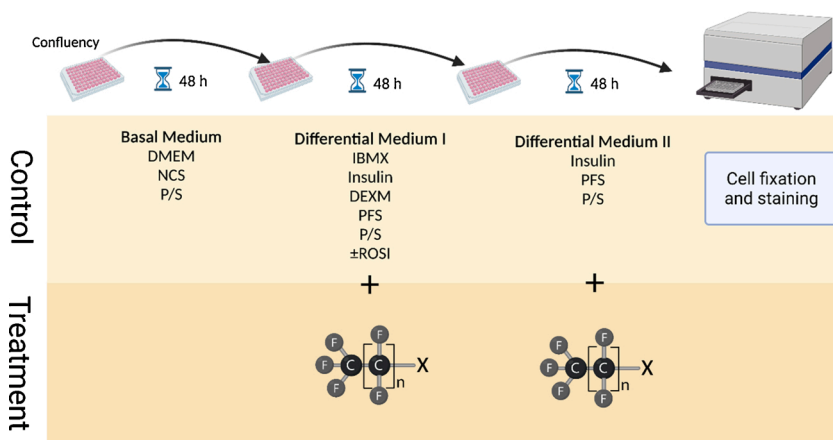 Confluency
48 h
48 h
48 h
Control
Basal Medium
DMEM
NCS
P/S
Differential Medium I
IBMX
Insulin
DEXM
PFS
P/S
±ROSI
+
Differential Medium II
Insulin
PFS
P/S
+
Cell fixation
and staining
Treatment
F
F
F
F
C
C
F
n
X
F
F
F
F
C
C
F
n
X